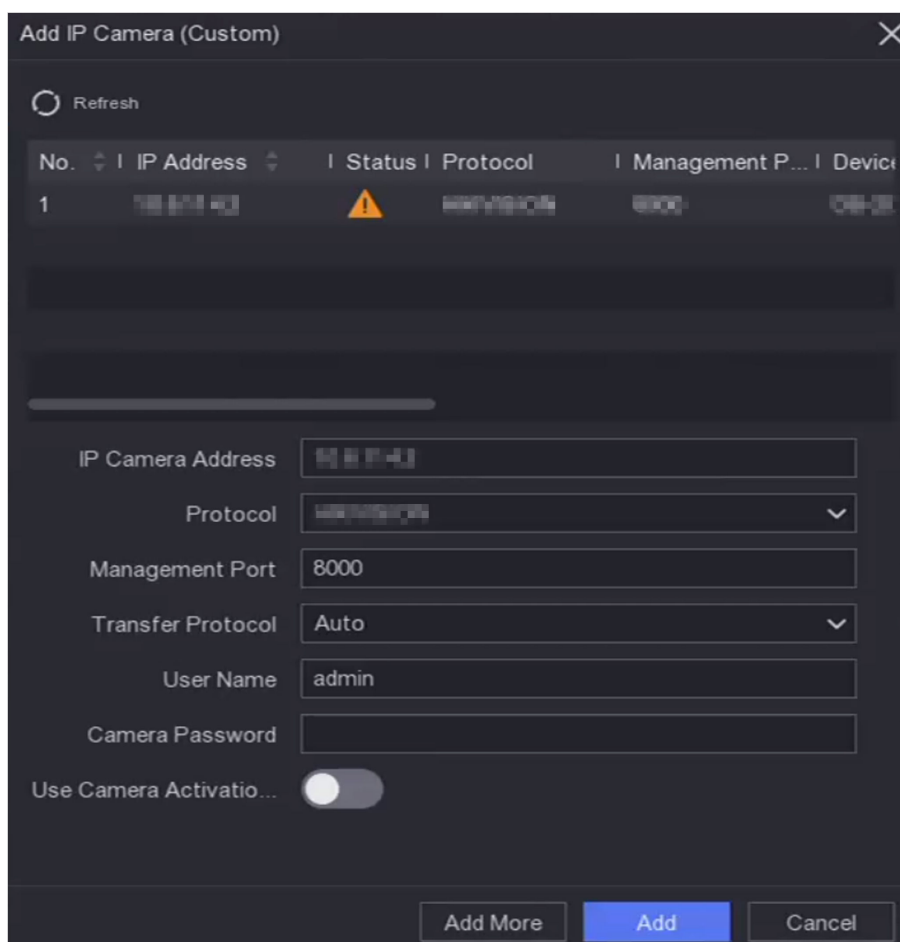 Add IP Camera (Custom)
Refresh
No. IP Address Status Protocol Management P... Device
1
IP Camera Address
Protocol
Management Port 8000
Transfer Protocol Auto
User Name admin
Camera Password
Use Camera Activatio...
Add More Add Cancel